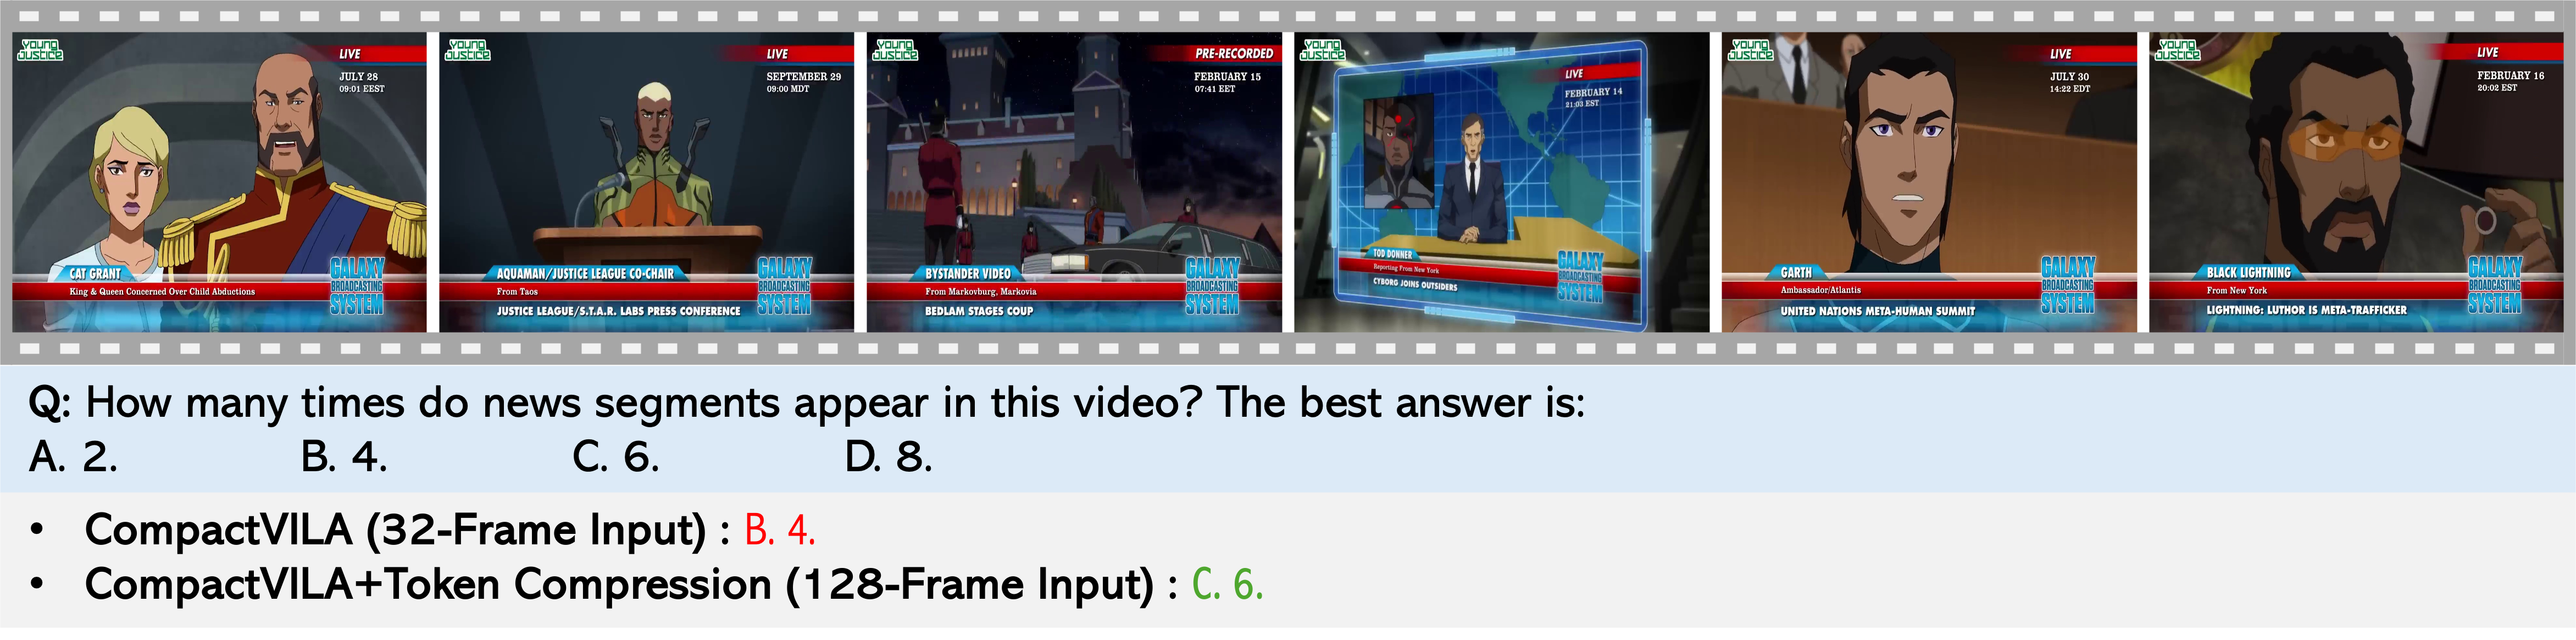 Young Justice
LIVE
JULY 28
09:01 EEST
CAT GRANT
King & Queen Concerned Over Child Abductions
GALAXY
BROADCASTING
SYSTEM
Young Justice
LIVE
SEPTEMBER 29
09:00 MDT
AQUAMAN/JUSTICE LEAGUE CO-CHAIR
From Taos
JUSTICE LEAGUE/S.T.A.R. LABS PRESS CONFERENCE
GALAXY
BROADCASTING
SYSTEM
Young Justice
PRE-RECORDED
FEBRUARY 15
07:41 EET
BYSTANDER VIDEO
From Markovburg, Markovia
BEDLAM STAGES COUP
GALAXY
BROADCASTING
SYSTEM
Young Justice
LIVE
FEBRUARY 14
21:03 EST
TOD DONNER
Reporting From New York
CYBORG JOINS OUTSIDERS
GALAXY
BROADCASTING
SYSTEM
Young Justice
LIVE
JULY 30
14:22 EDT
GARTH
Ambassador/Atlantis
UNITED NATIONS META-HUMAN SUMMIT
GALAXY
BROADCASTING
SYSTEM
Young Justice
LIVE
FEBRUARY 16
20:02 EST
BLACK LIGHTNING
From New York
LIGHTNING: LUTHOR IS META-TRAFFICKER
GALAXY
BROADCASTING
SYSTEM
Q: How many times do news segments appear in this video? The best answer is:
A. 2. B. 4. C. 6. D. 8.
• CompactVILA (32-Frame Input) : B. 4.
• CompactVILA+Token Compression (128-Frame Input) : C. 6.